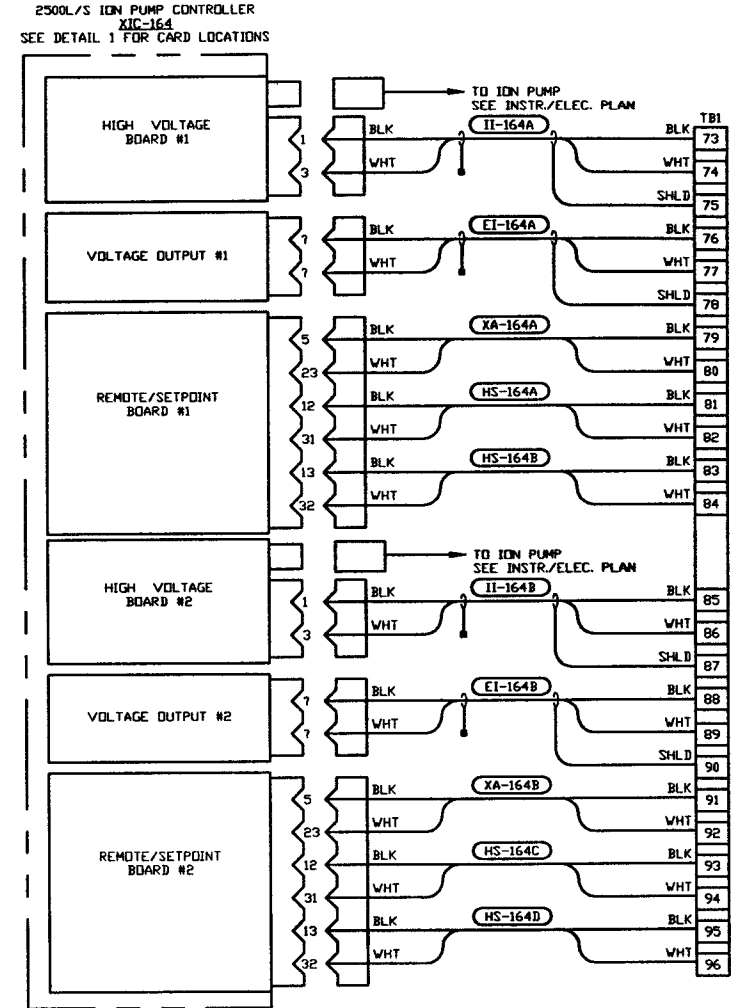 2500L/S ION PUMP CONTROLLER
XIC-164
SEE DETAIL 1 FOR CARD LOCATIONS
HIGH VOLTAGE
BOARD #1
TO ION PUMP
SEE INSTR./ELEC. PLAN
TB1
1 BLK II-164A BLK 73
3 WHT WHT 74
SHLD 75
VOLTAGE OUTPUT #1
? BLK EI-164A BLK 76
? WHT WHT 77
SHLD 78
REMOTE/SETPOINT
BOARD #1
5 BLK XA-164A BLK 79
23 WHT WHT 80
12 BLK HS-164A BLK 81
31 WHT WHT 82
13 BLK HS-164B BLK 83
32 WHT WHT 84
HIGH VOLTAGE
BOARD #2
TO ION PUMP
SEE INSTR./ELEC. PLAN
1 BLK II-164B BLK 85
3 WHT WHT 86
SHLD 87
VOLTAGE OUTPUT #2
? BLK EI-164B BLK 88
? WHT WHT 89
SHLD 90
REMOTE/SETPOINT
BOARD #2
5 BLK XA-164B BLK 91
23 WHT WHT 92
12 BLK HS-164C BLK 93
31 WHT WHT 94
13 BLK HS-164D BLK 95
32 WHT WHT 96